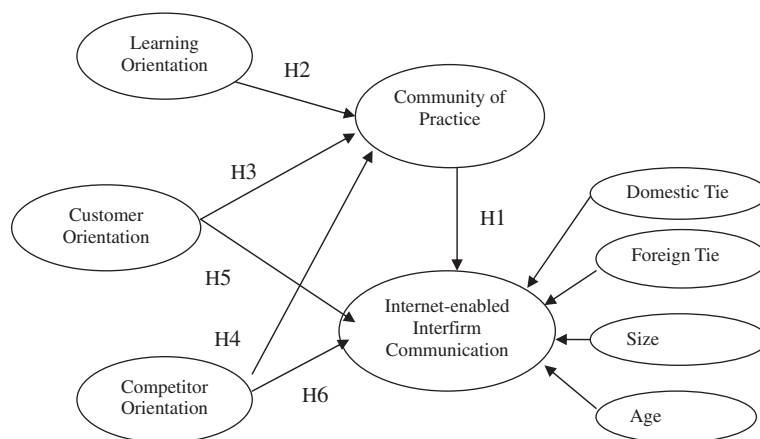 Learning
Orientation
H2
Community of
Practice
H3
Customer
Orientation
H1
Domestic Tie
Foreign Tie
H5
Internet-enabled
Interfirm
Communication
Size
H4
Competitor
Orientation
H6
Age